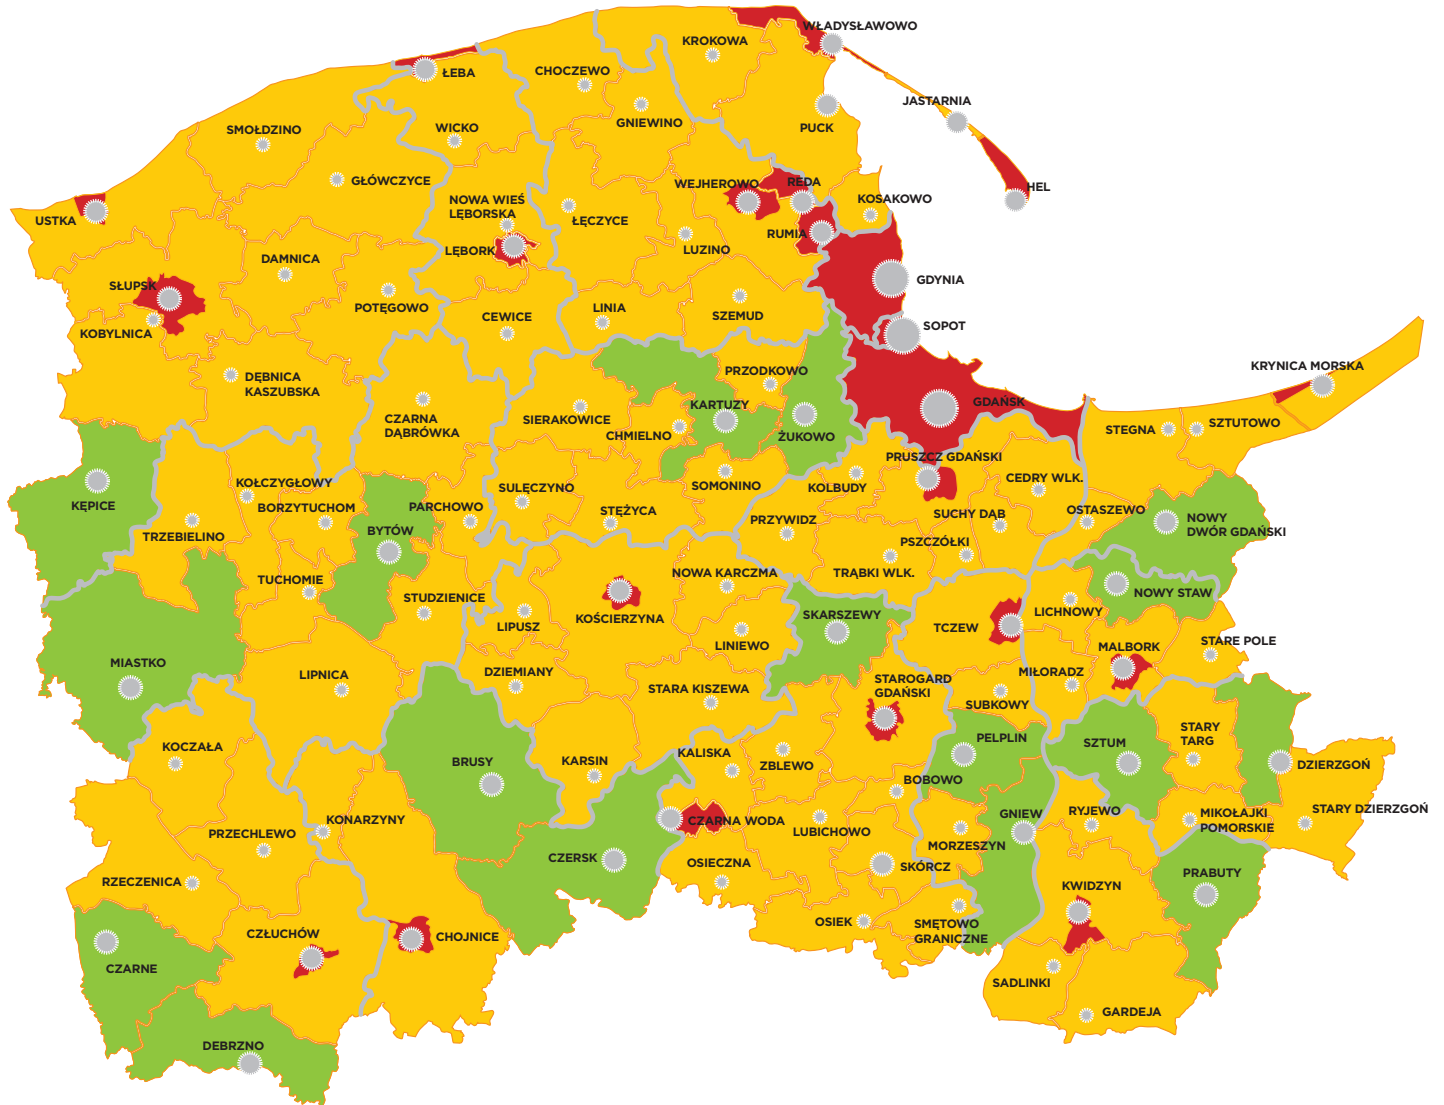 WŁADYSŁAWOWO
KROKOWA
CHOCZEWO
ŁEBA
JASTARNIA
GNIEWINO
PUCK
SMOŁDZINO
WICKO
GŁÓWCZYCE
WEJHEROWO
REDA
HEL
NOWA WIEŚ
LĘBORSKA
KOSAKOWO
USTKA
ŁĘCZYCE
RUMIA
LĘBORK
LUZINO
DAMNICA
GDYNIA
SŁUPSK
POTĘGOWO
LINIA
SZEMUD
CEWICE
KOBYLNICA
SOPOT
KRYNICA MORSKA
PRZODKOWO
DĘBNICA
KASZUBSKA
GDAŃSK
KARTUZY
CZARNA
DĄBRÓWKA
SIERAKOWICE
CHMIELNO
ŻUKOWO
STEGNA
SZTUTOWO
PRUSZCZ GDAŃSKI
CEDRY WLK.
KOŁCZYGŁOWY
SULĘCZYNO
SOMONINO
KOLBUDY
KĘPICE
BORZYTUCHOM
PARCHOWO
STĘŻYCA
PRZYWIDZ
SUCHY DĄB
OSTASZEWO
NOWY
DWÓR GDAŃSKI
TRZEBIELINO
BYTÓW
PSZCZÓŁKI
TRĄBKI WLK.
NOWA KARCZMA
TUCHOMIE
STUDZIENICE
NOWY STAW
LIPUSZ
KOŚCIERZYNA
SKARSZEWY
LICHNOWY
TCZEW
LINIEWO
MALBORK
STARE POLE
MIASTKO
LIPNICA
DZIEMIANY
STARA KISZEWA
STAROGARD
GDAŃSKI
MIŁORADZ
SUBKOWY
KOCZAŁA
BRUSY
KARSIN
KALISKA
ZBLEWO
PELPLIN
SZTUM
STARY
TARG
DZIERZGOŃ
BOBOWO
KONARZYNY
PRZECHLEWO
CZARNA WODA
LUBICHOWO
GNIEW
RYJEWO
MIKOŁAJKI
POMORSKIE
STARY DZIERZGOŃ
MORZESZYN
CZERSK
OSIECZNA
SKÓRCZ
RZECZENICA
KWIDZYN
PRABUTY
CZŁUCHÓW
CHOJNICE
OSIEK
SMĘTOWO
GRANICZNE
CZARNE
SADLINKI
GARDEJA
DEBRZNO